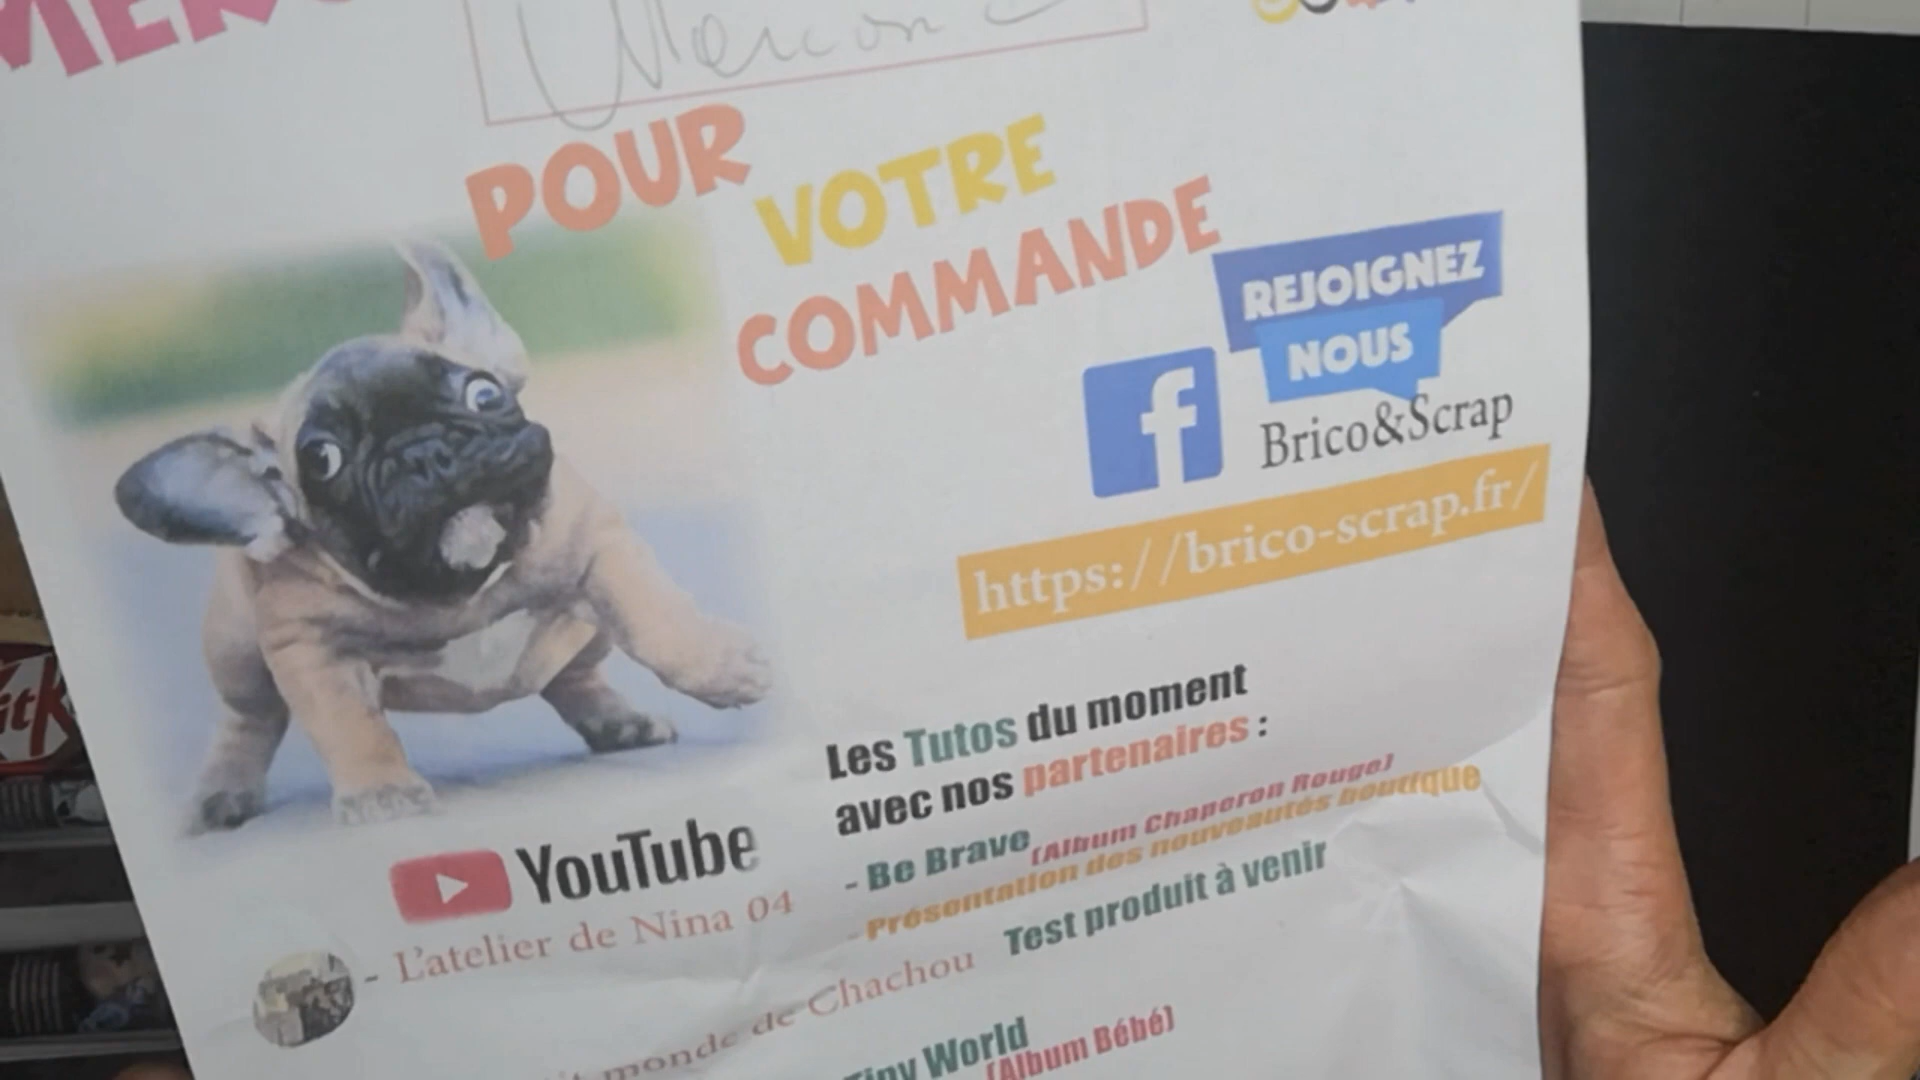 POUR
VOTRE
COMMANDE
REJOIGNEZ
NOUS
f
Brico&Scrap
https://brico-scrap.fr/
Les Tutos du moment
avec nos partenaires :
- Be Brave (Album Chaperon Rouge)
- Présentation des nouveautés boutique
YouTube
- L'atelier de Nina 04
Test produit à venir
monde de Chachou
Tiny World
(Album Bébé)